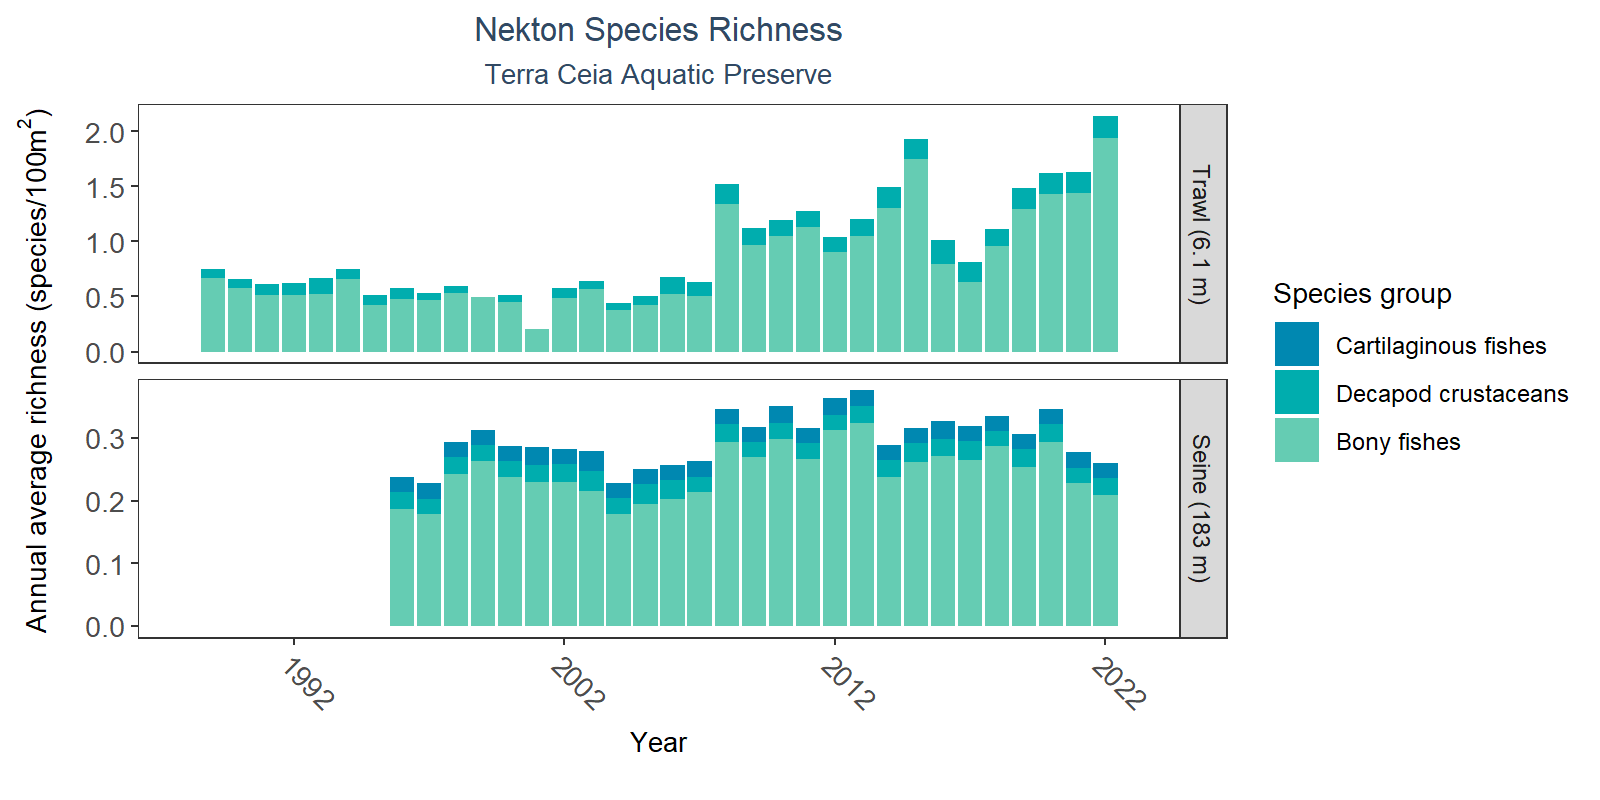 Nekton Species Richness
Terra Ceia Aquatic Preserve
Annual average richness (species/100m²)
2.0
1.5
1.0
0.5
0.0
Trawl (6.1 m)
0.3
0.2
0.1
0.0
Seine (183 m)
1992
2002
2012
2022
Year
Species group
Cartilaginous fishes
Decapod crustaceans
Bony fishes